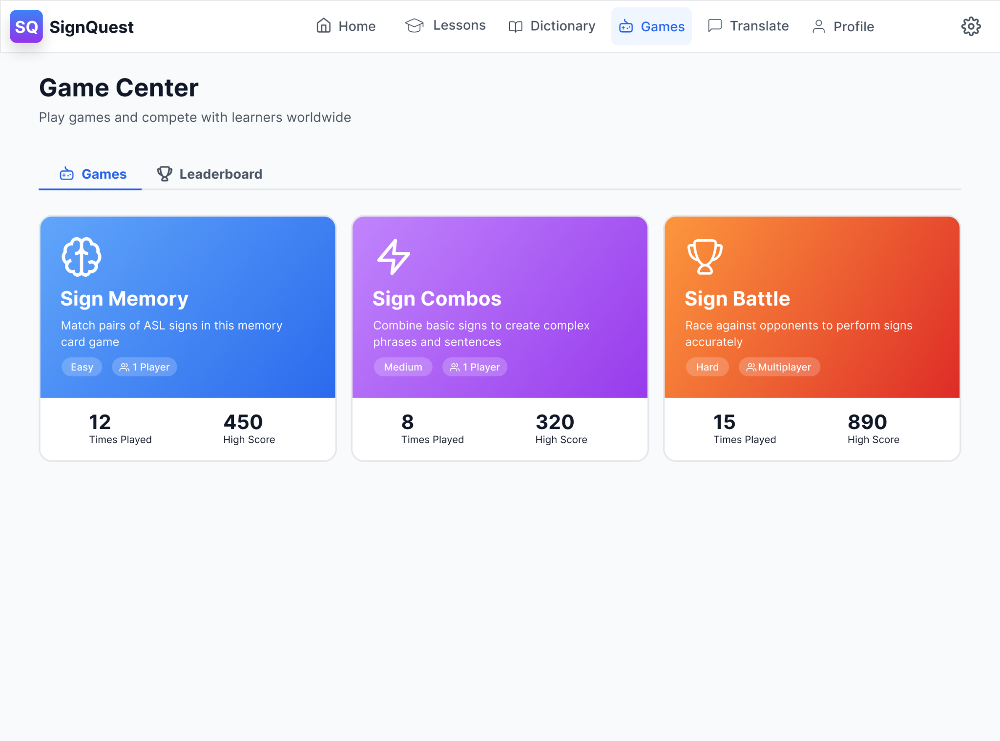 SQ SignQuest Home Lessons Dictionary Games Translate Profile
Game Center
Play games and compete with learners worldwide
Games Leaderboard
Sign Memory
Match pairs of ASL signs in this memory
card game
Easy 1 Player
12 450
Times Played High Score
Sign Combos
Combine basic signs to create complex
phrases and sentences
Medium 1 Player
8 320
Times Played High Score
Sign Battle
Race against opponents to perform signs
accurately
Hard Multiplayer
15 890
Times Played High Score